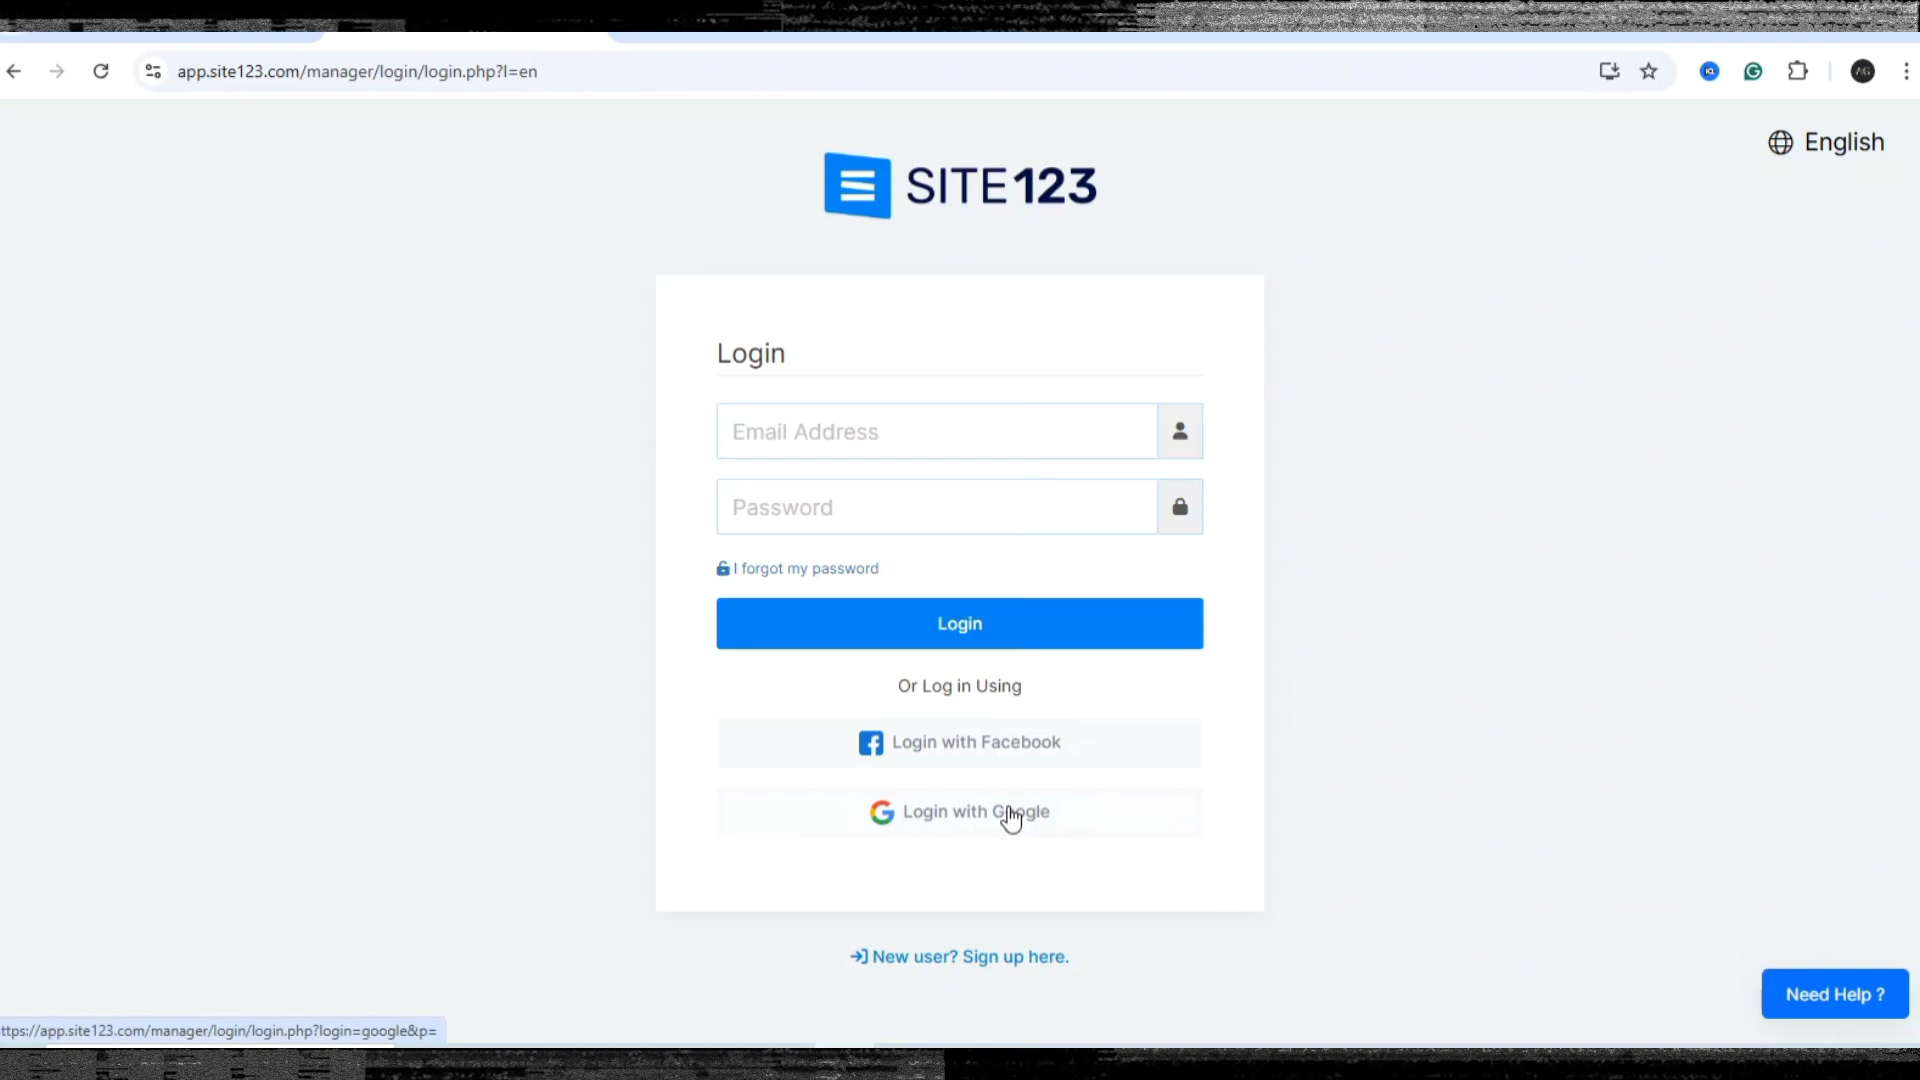 app.site123.com/manager/login/login.php?l=en
English
SITE123
Login
Email Address
Password
I forgot my password
Login
Or Log in Using
Login with Facebook
Login with Google
New user? Sign up here.
Need Help ?
ttps://app.site123.com/manager/login/login.php?login=google&p=